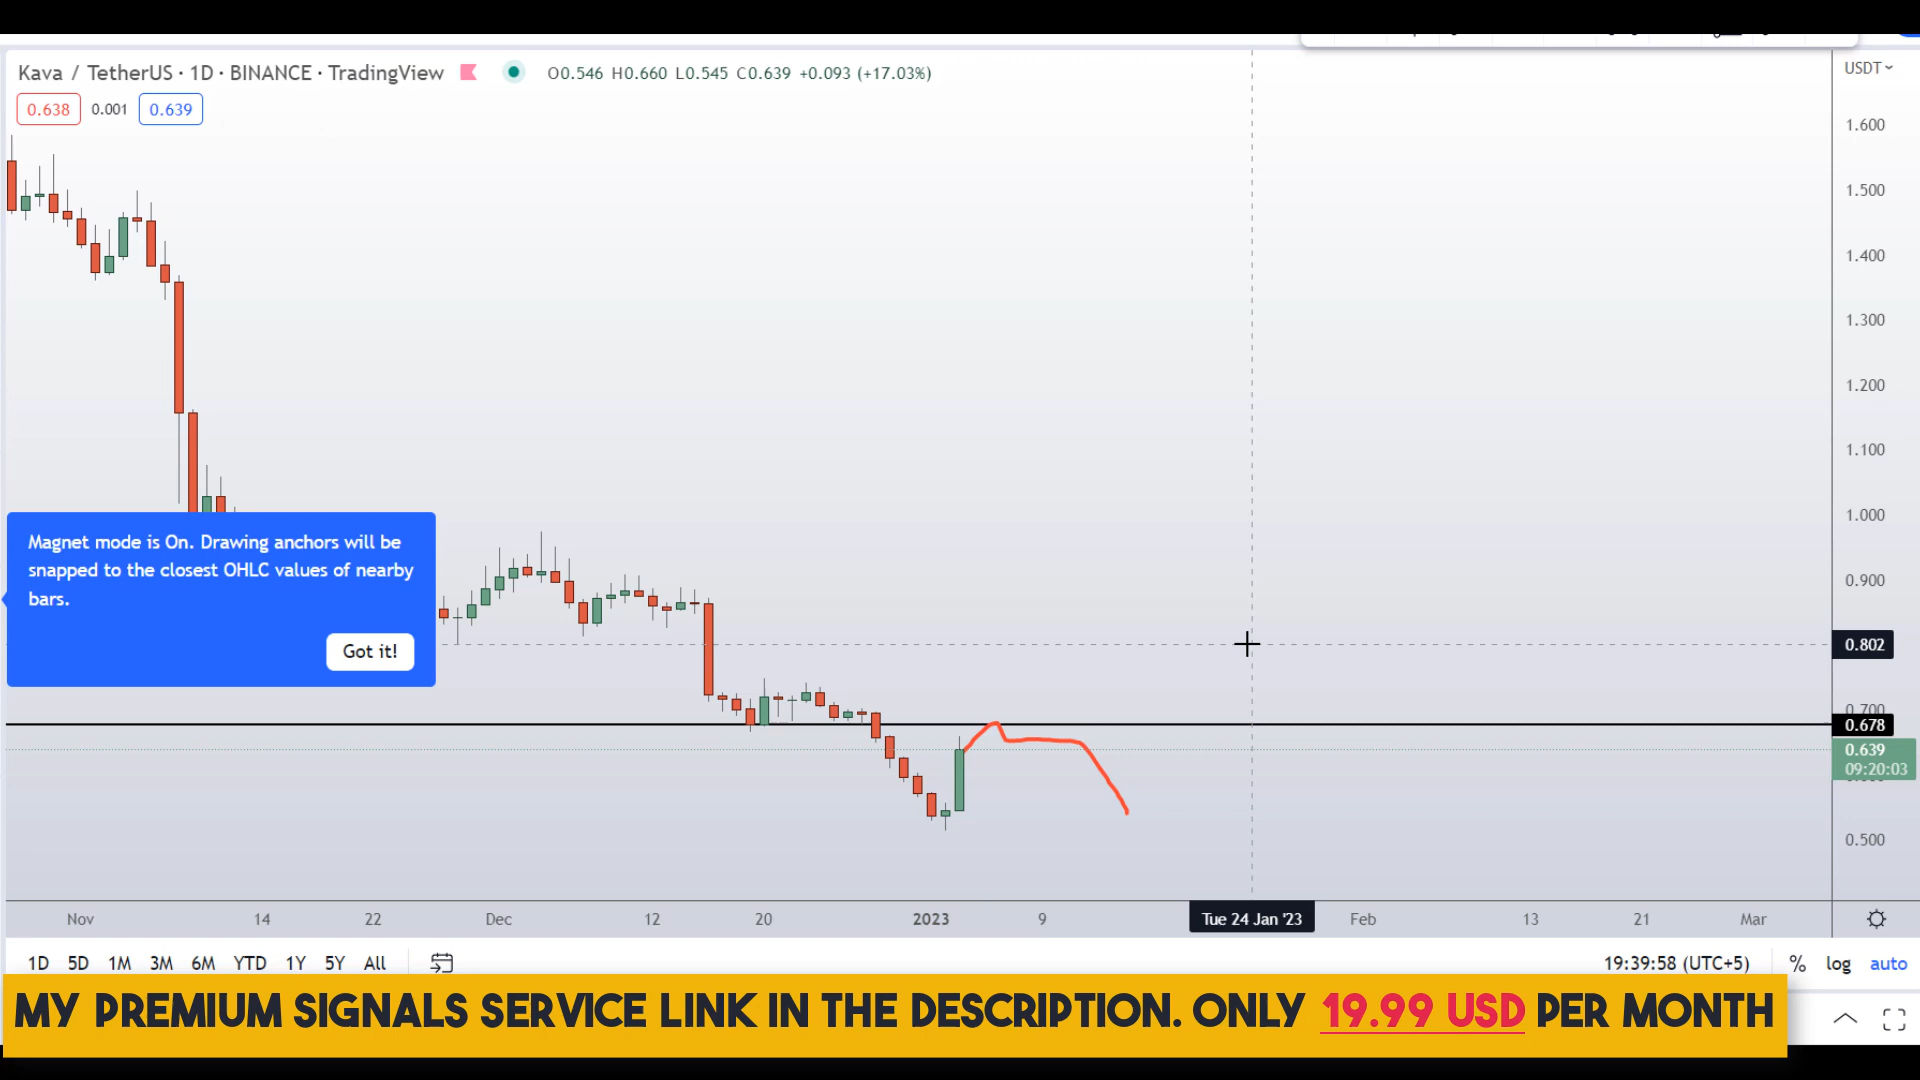 Kava / TetherUS · 1D · BINANCE · TradingView O0.546 H0.660 L0.545 C0.639 +0.093 (+17.03%)
USDT
0.638 0.001 0.639
1.600
1.500
1.400
1.300
1.200
1.100
1.000
0.900
Magnet mode is On. Drawing anchors will be
snapped to the closest OHLC values of nearby
bars.
Got it!
0.802
0.700
0.678
0.639
09:20:03
0.500
Nov 14 22 Dec 12 20 2023 9 Tue 24 Jan '23 Feb 13 21 Mar
1D 5D 1M 3M 6M YTD 1Y 5Y All 19:39:58 (UTC+5) % log auto
MY PREMIUM SIGNALS SERVICE LINK IN THE DESCRIPTION. ONLY 19.99 USD PER MONTH